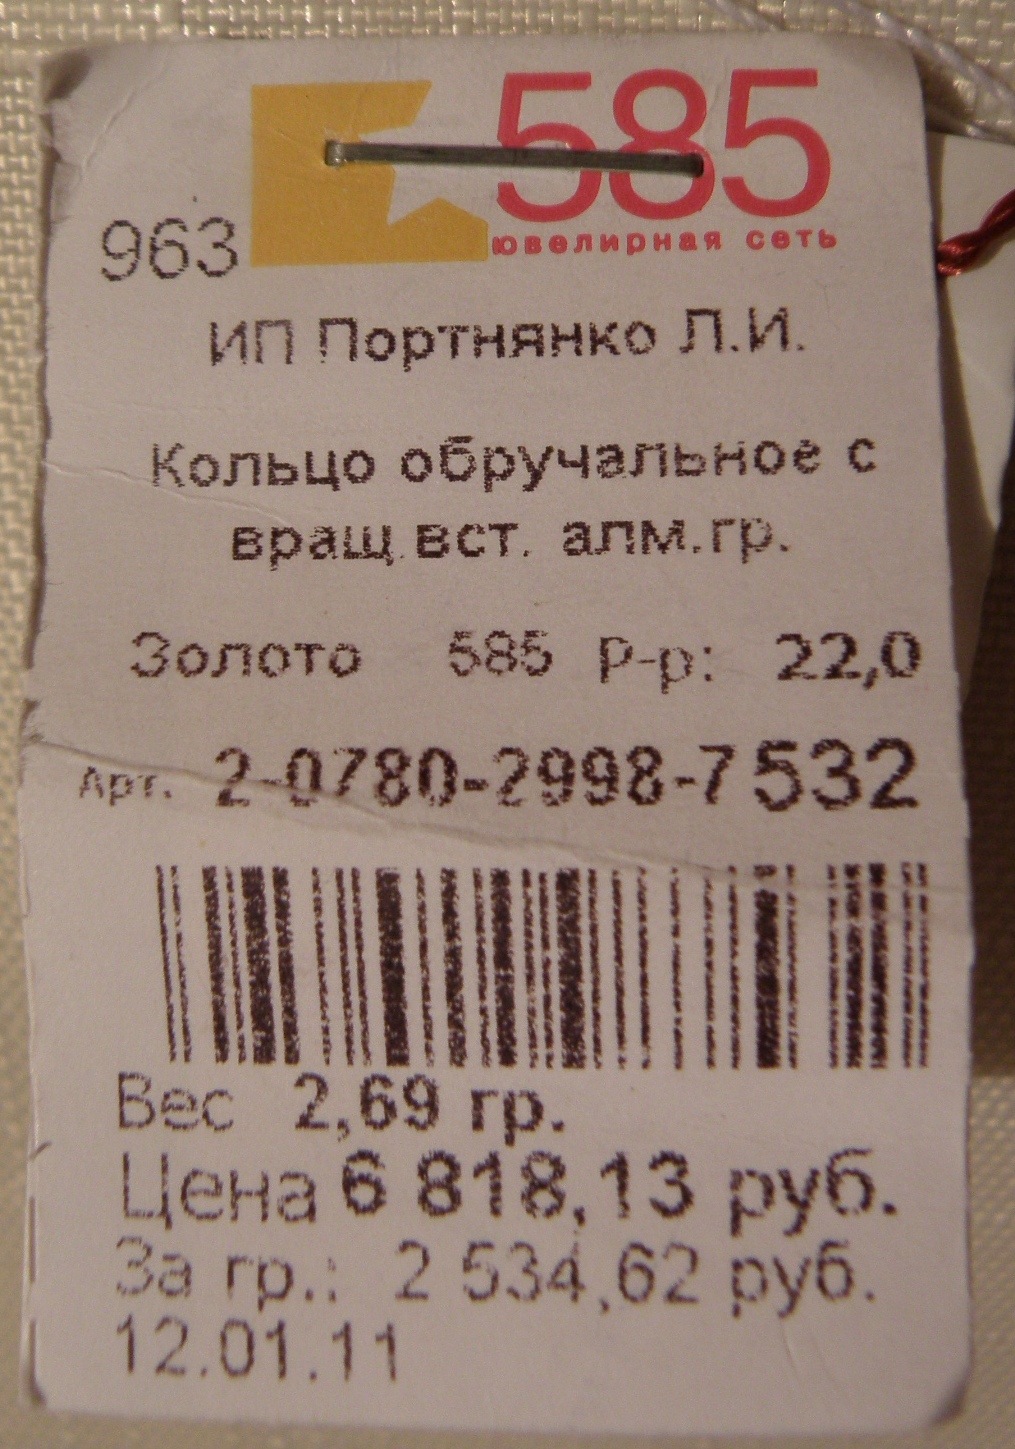 585
ювелирная сеть
963
ИП Портнянко Л.И.
Кольцо обручальное с
вращ.вст. алм.гр.
Золото 585 Р-р: 22,0
Арт. 2-0780-2998-7532
Вес 2,69 гр.
Цена 6 818,13 руб.
За гр.: 2 534,62 руб.
12.01.11